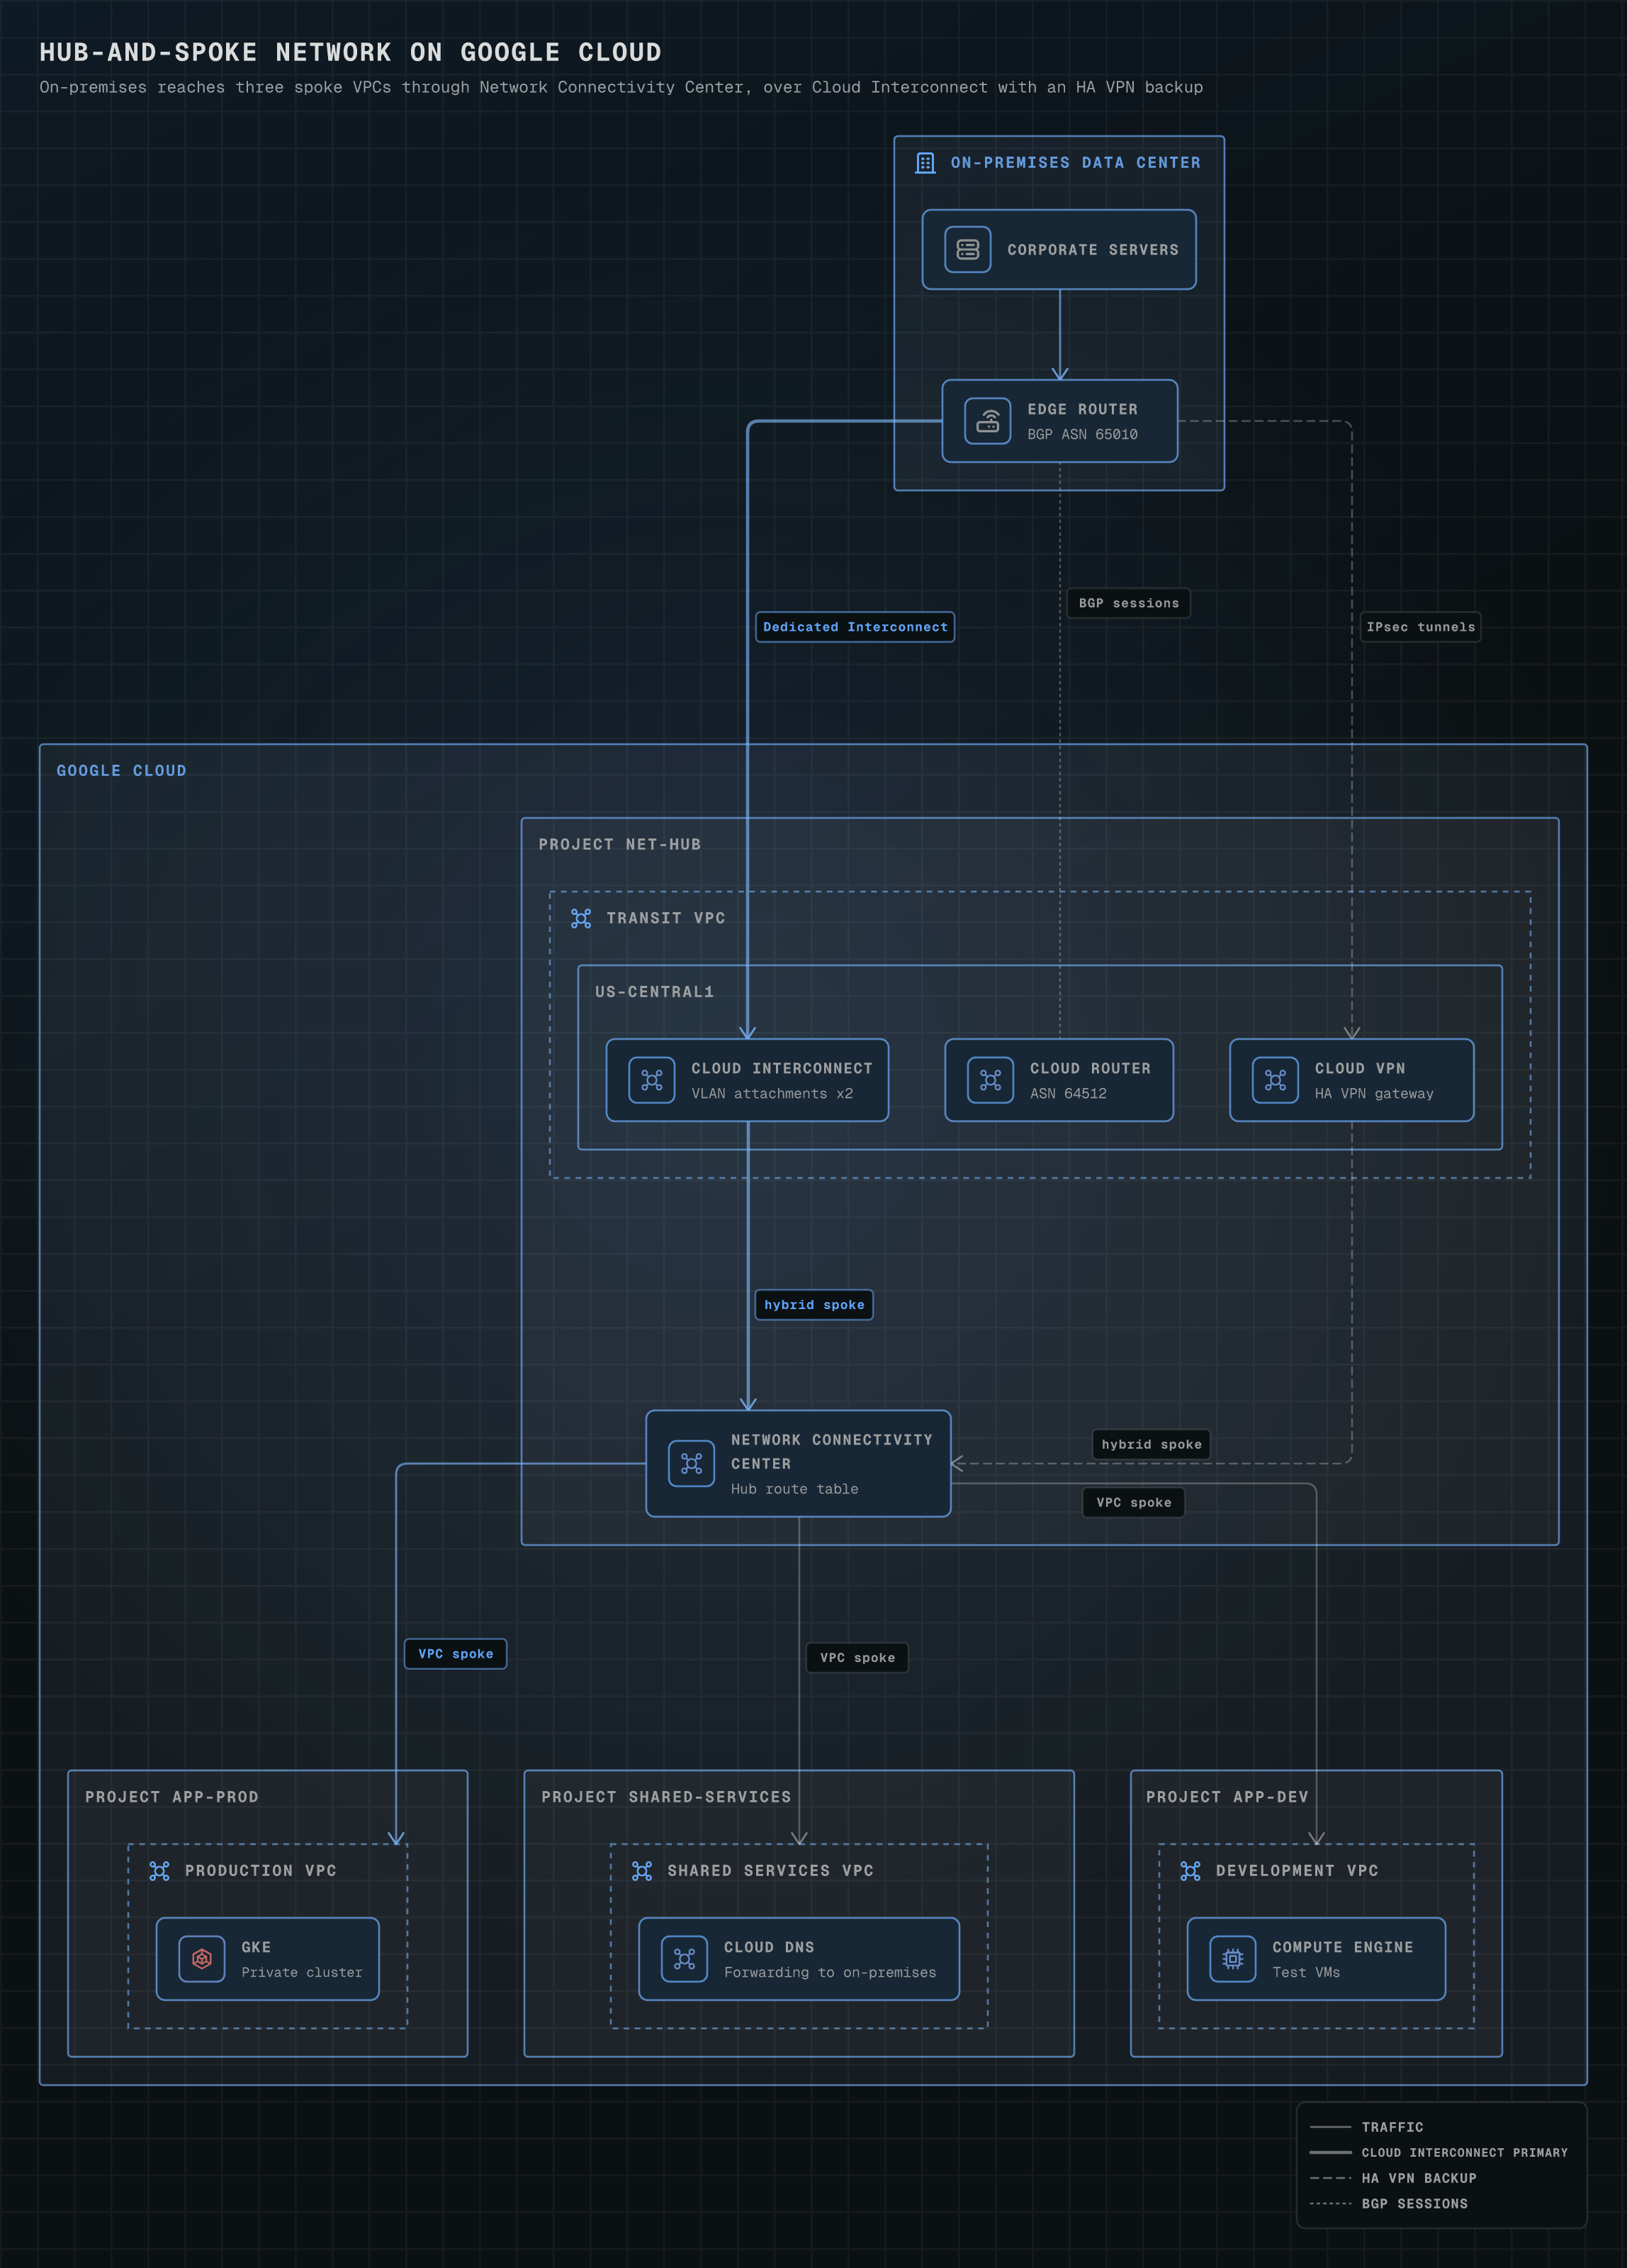 HUB-AND-SPOKE NETWORK ON GOOGLE CLOUD
On-premises reaches three spoke VPCs through Network Connectivity Center, over Cloud Interconnect with an HA VPN backup
ON-PREMISES DATA CENTER
CORPORATE SERVERS
EDGE ROUTER
BGP ASN 65010
BGP sessions
Dedicated Interconnect
IPsec tunnels
GOOGLE CLOUD
PROJECT NET-HUB
TRANSIT VPC
US-CENTRAL1
CLOUD INTERCONNECT
VLAN attachments x2
CLOUD ROUTER
ASN 64512
CLOUD VPN
HA VPN gateway
hybrid spoke
NETWORK CONNECTIVITY
CENTER
Hub route table
hybrid spoke
VPC spoke
VPC spoke
VPC spoke
PROJECT APP-PROD
PRODUCTION VPC
GKE
Private cluster
PROJECT SHARED-SERVICES
SHARED SERVICES VPC
CLOUD DNS
Forwarding to on-premises
PROJECT APP-DEV
DEVELOPMENT VPC
COMPUTE ENGINE
Test VMs
TRAFFIC
CLOUD INTERCONNECT PRIMARY
HA VPN BACKUP
BGP SESSIONS